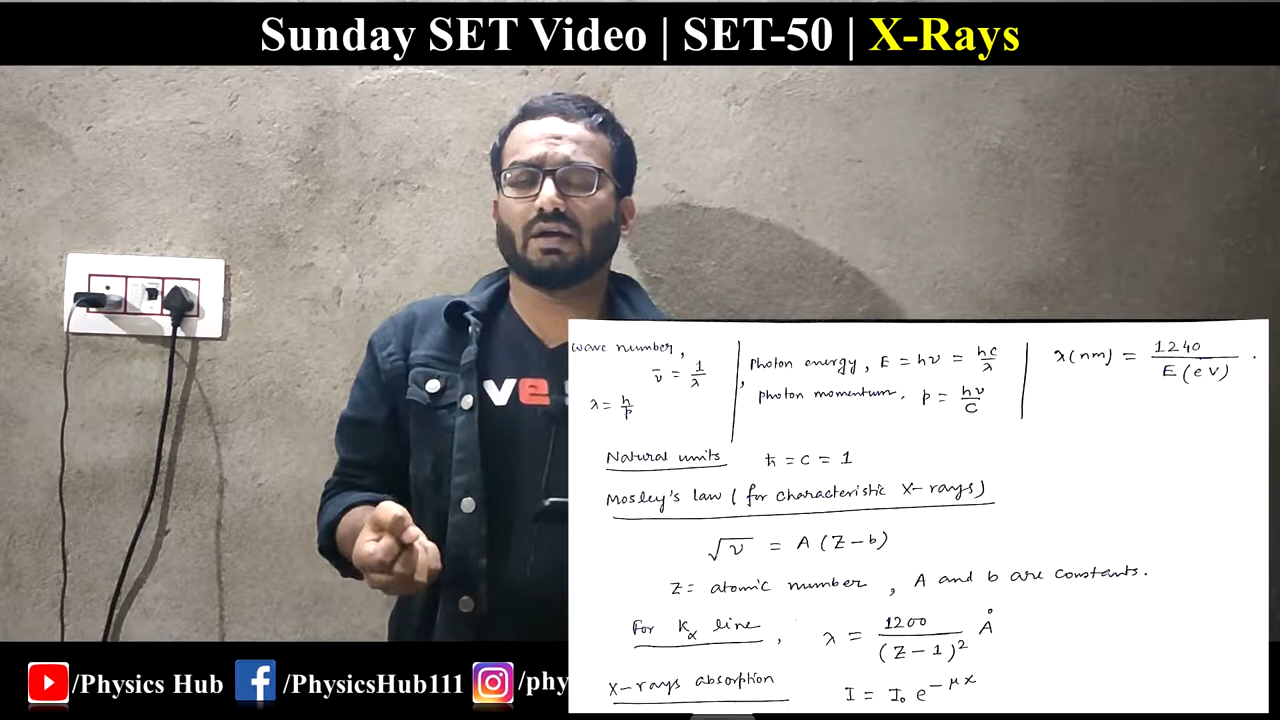 Sunday SET Video | SET-50 | X-Rays
ve
wave number,
ν̄ = 1/λ
λ = h/p
Photon energy, E = hν = hc/λ
Photon momentum, p = hν/c
λ(nm) = 1240/E(eV) .
Natural units ℏ = c = 1
Mosley's law ( for characteristic X-rays)
√ν = A (Z-b)
Z= atomic number , A and b are constants.
For Kα line , λ = 1200/(Z-1)² Å
X-rays absorption I = I₀ e^-μx
/Physics Hub
/PhysicsHub111
/phy